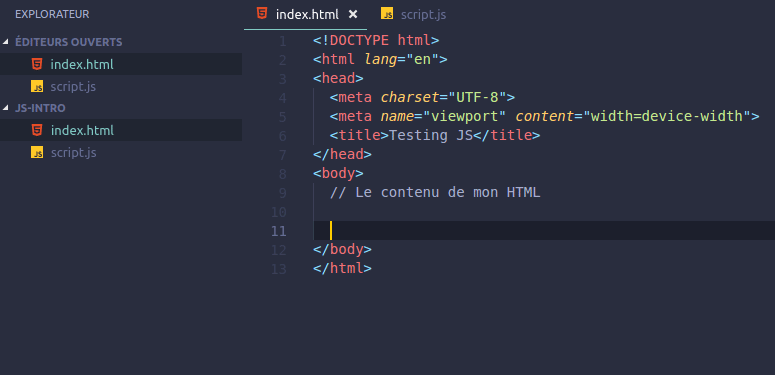 EXPLORATEUR
ÉDITEURS OUVERTS
index.html
script.js
JS-INTRO
index.html
script.js
index.html ×
script.js
1 <!DOCTYPE html>
2 <html lang="en">
3 <head>
4 <meta charset="UTF-8">
5 <meta name="viewport" content="width=device-width">
6 <title>Testing JS</title>
7 </head>
8 <body>
9 // Le contenu de mon HTML
10
11
12 </body>
13 </html>